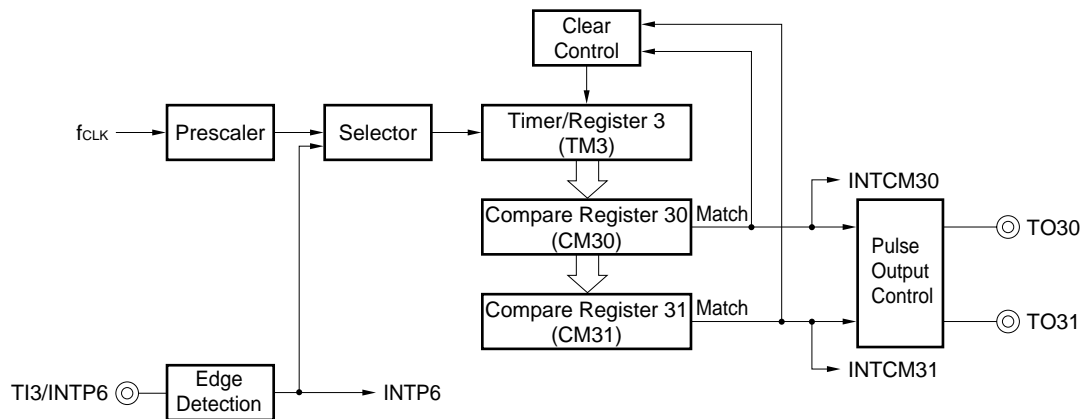 Clear
Control
fCLK
Prescaler
Selector
Timer/Register 3
(TM3)
INTCM30
Compare Register 30
(CM30)
Match
Pulse
Output
Control
TO30
Compare Register 31
(CM31)
Match
TO31
INTCM31
TI3/INTP6
Edge
Detection
INTP6